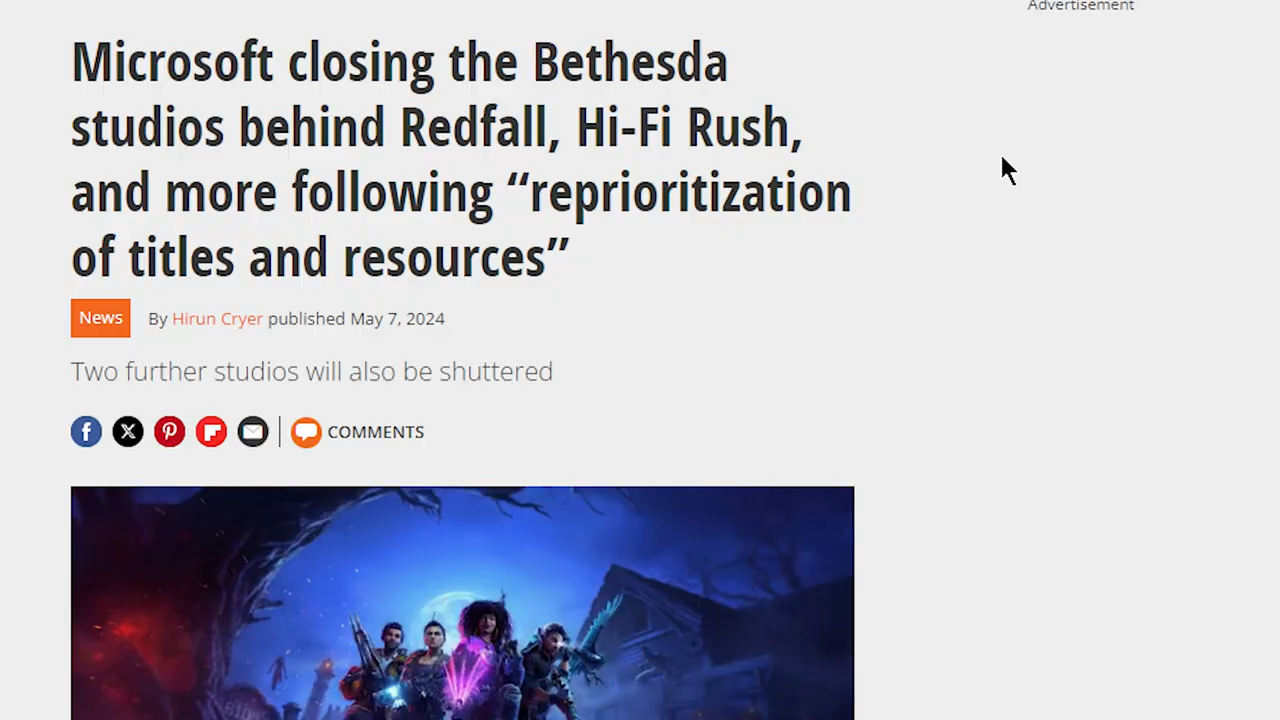 Advertisement
Microsoft closing the Bethesda
studios behind Redfall, Hi-Fi Rush,
and more following “reprioritization
of titles and resources”
News By Hirun Cryer published May 7, 2024
Two further studios will also be shuttered
COMMENTS